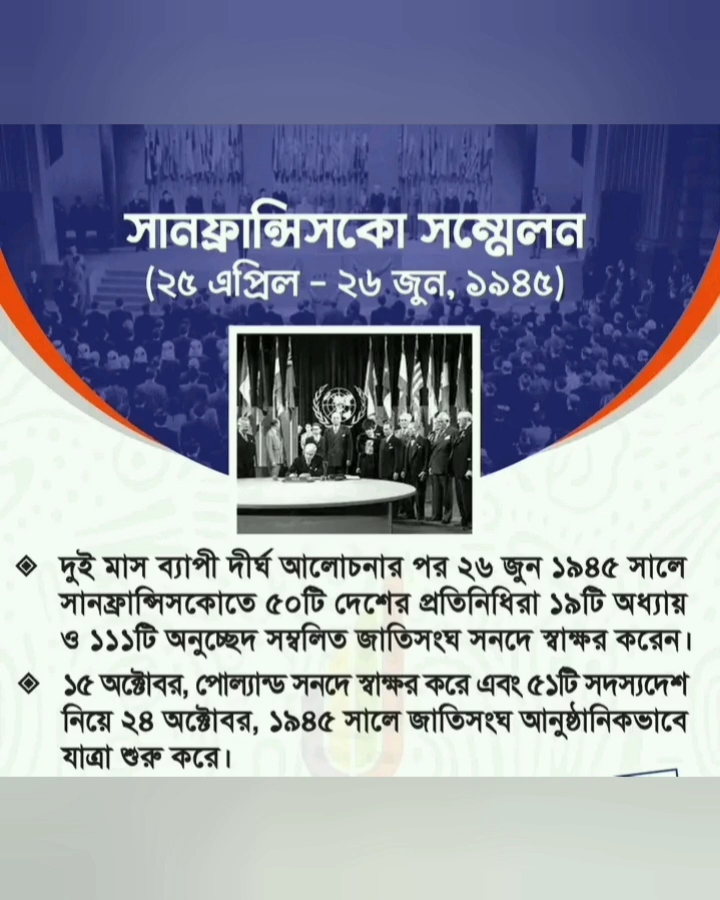 সানফ্রান্সিসকো সম্মেলন
(২৫ এপ্রিল – ২৬ জুন, ১৯৪৫)
❖ দুই মাস ব্যাপী দীর্ঘ আলোচনার পর ২৬ জুন ১৯৪৫ সালে
সানফ্রান্সিসকোতে ৫০টি দেশের প্রতিনিধিরা ১৯টি অধ্যায়
ও ১১১টি অনুচ্ছেদ সম্বলিত জাতিসংঘ সনদে স্বাক্ষর করেন।
❖ ১৫ অক্টোবর, পোল্যান্ড সনদে স্বাক্ষর করে এবং ৫১টি সদস্যদেশ
নিয়ে ২৪ অক্টোবর, ১৯৪৫ সালে জাতিসংঘ আনুষ্ঠানিকভাবে
যাত্রা শুরু করে।